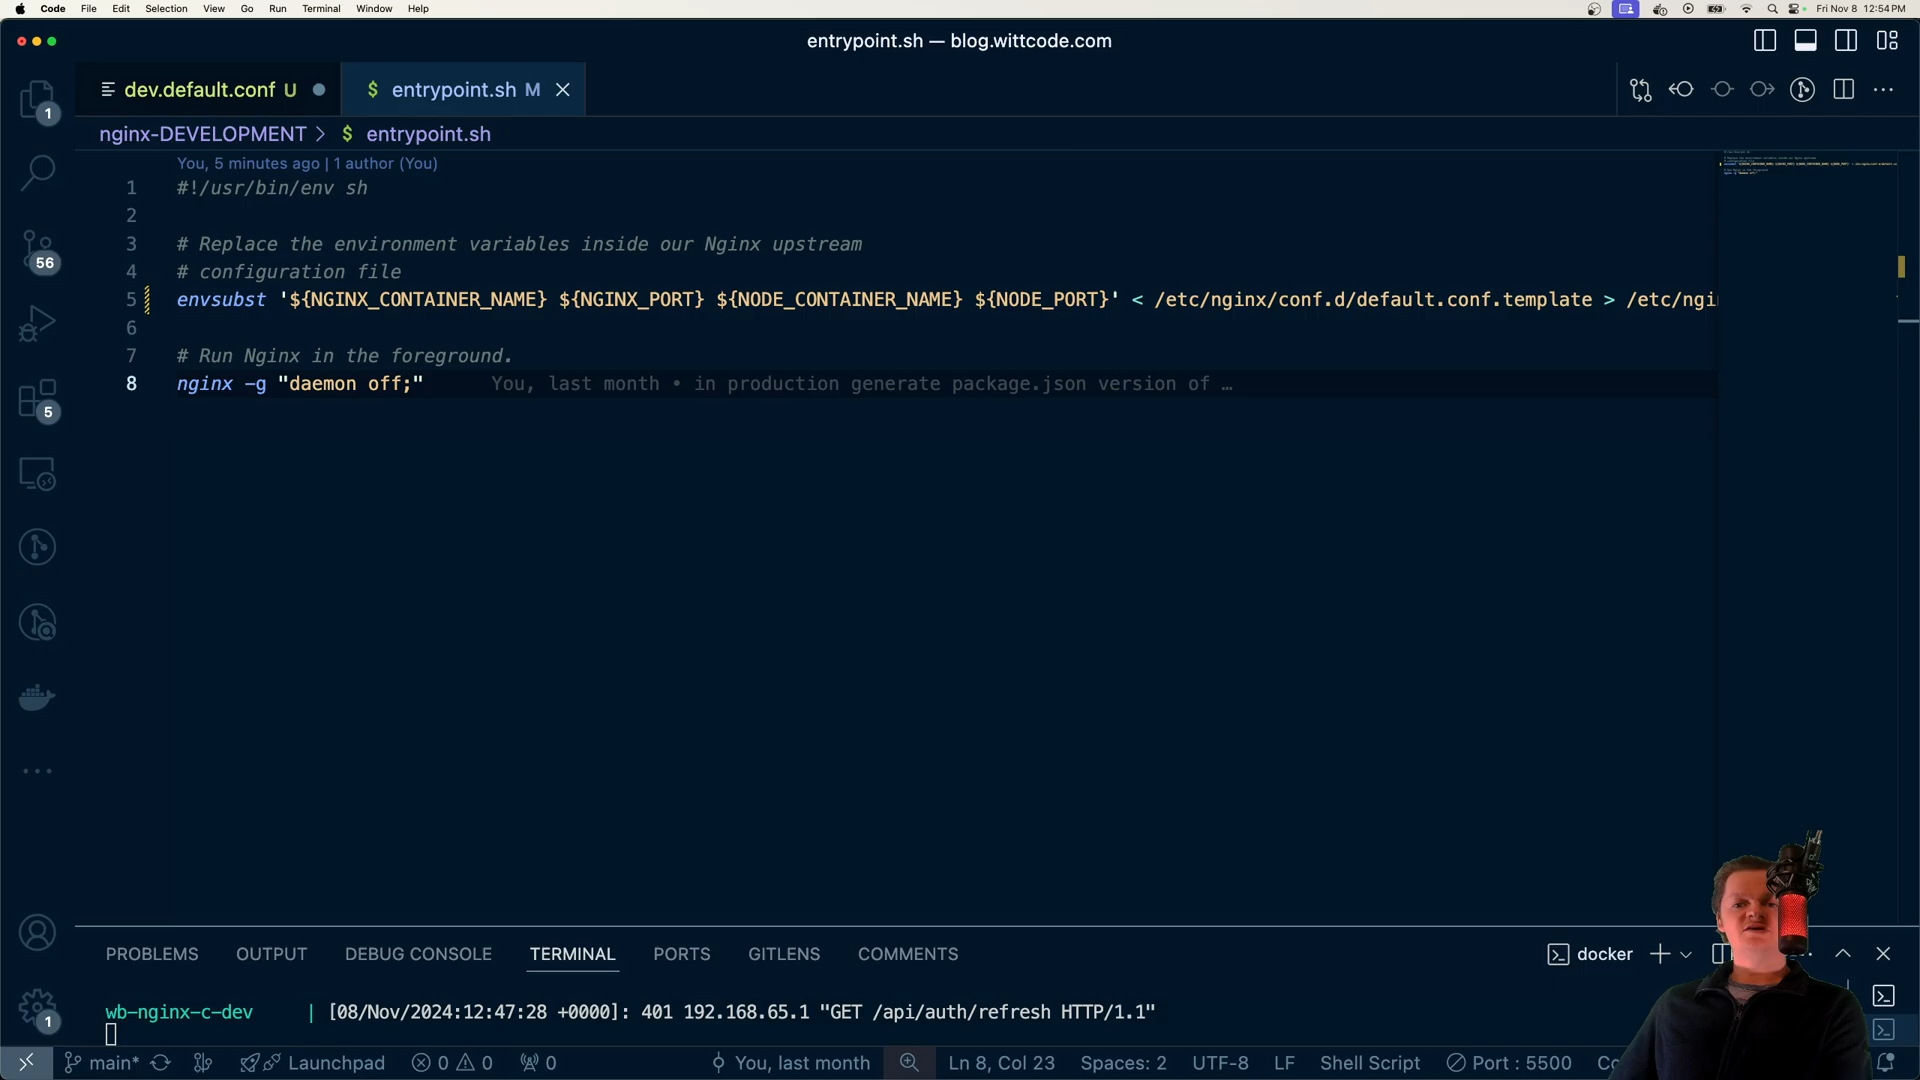 Code File Edit Selection View Go Run Terminal Window Help Fri Nov 8 12:54 PM
entrypoint.sh — blog.wittcode.com
dev.default.conf U $ entrypoint.sh M
nginx-DEVELOPMENT > $ entrypoint.sh
You, 5 minutes ago | 1 author (You)
1 #!/usr/bin/env sh
2
3 # Replace the environment variables inside our Nginx upstream
4 # configuration file
5 envsubst '${NGINX_CONTAINER_NAME} ${NGINX_PORT} ${NODE_CONTAINER_NAME} ${NODE_PORT}' < /etc/nginx/conf.d/default.conf.template > /etc/ngi
6
7 # Run Nginx in the foreground.
8 nginx -g "daemon off;" You, last month • in production generate package.json version of …
1
56
5
1
PROBLEMS OUTPUT DEBUG CONSOLE TERMINAL PORTS GITLENS COMMENTS docker
wb-nginx-c-dev | [08/Nov/2024:12:47:28 +0000]: 401 192.168.65.1 "GET /api/auth/refresh HTTP/1.1"
main* Launchpad 0 0 0 You, last month Ln 8, Col 23 Spaces: 2 UTF-8 LF Shell Script Port : 5500